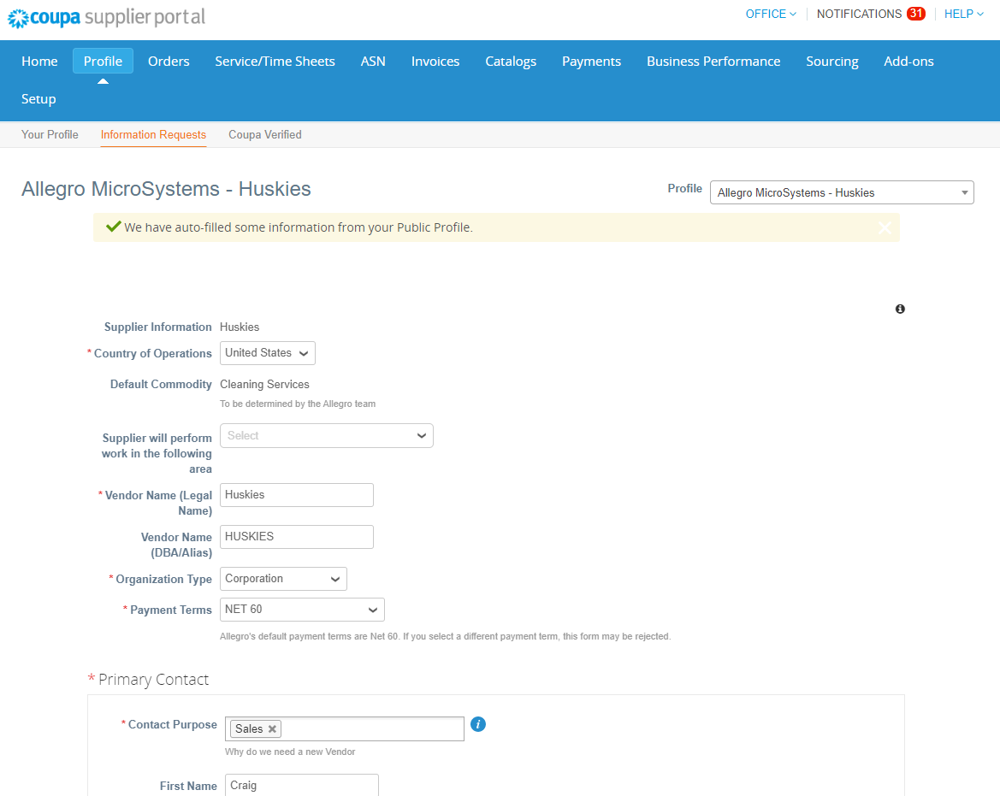 coupa supplier portal
OFFICE NOTIFICATIONS 31 HELP
Home Profile Orders Service/Time Sheets ASN Invoices Catalogs Payments Business Performance Sourcing Add-ons
Setup
Your Profile Information Requests Coupa Verified
Allegro MicroSystems - Huskies
Profile Allegro MicroSystems - Huskies
We have auto-filled some information from your Public Profile.
Supplier Information Huskies
* Country of Operations United States
Default Commodity Cleaning Services
To be determined by the Allegro team
Supplier will perform Select
work in the following
area
* Vendor Name (Legal Huskies
Name)
Vendor Name HUSKIES
(DBA/Alias)
* Organization Type Corporation
* Payment Terms NET 60
Allegro's default payment terms are Net 60. If you select a different payment term, this form may be rejected.
* Primary Contact
* Contact Purpose Sales
Why do we need a new Vendor
First Name Craig